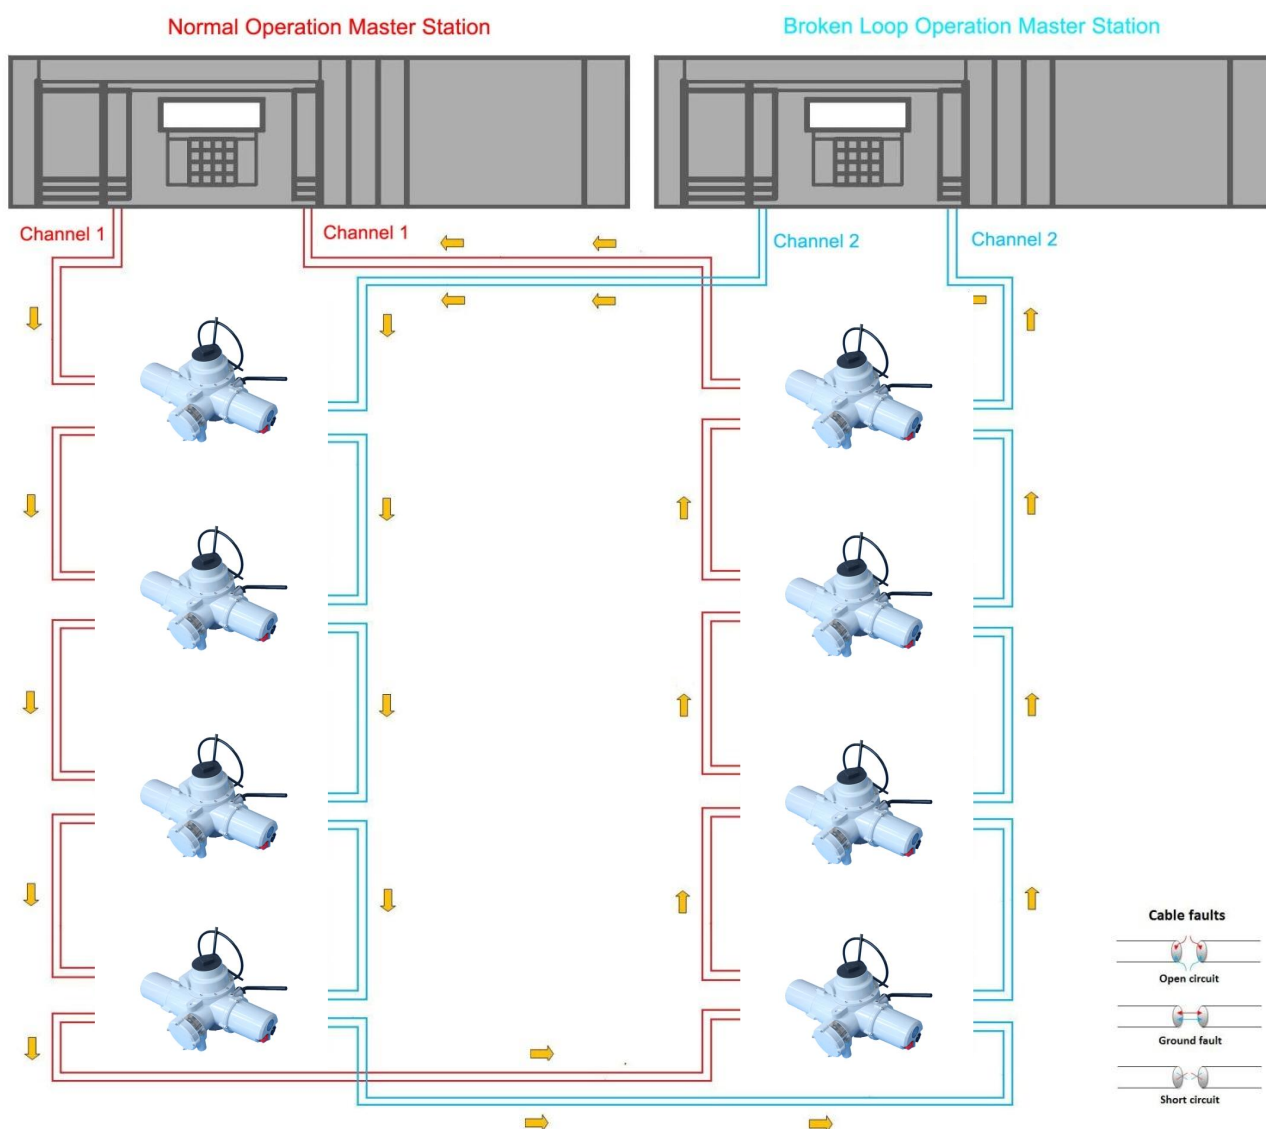 Normal Operation Master Station
Broken Loop Operation Master Station
Channel 1
Channel 1
Channel 2
Channel 2
Cable faults
Open circuit
Ground fault
Short circuit